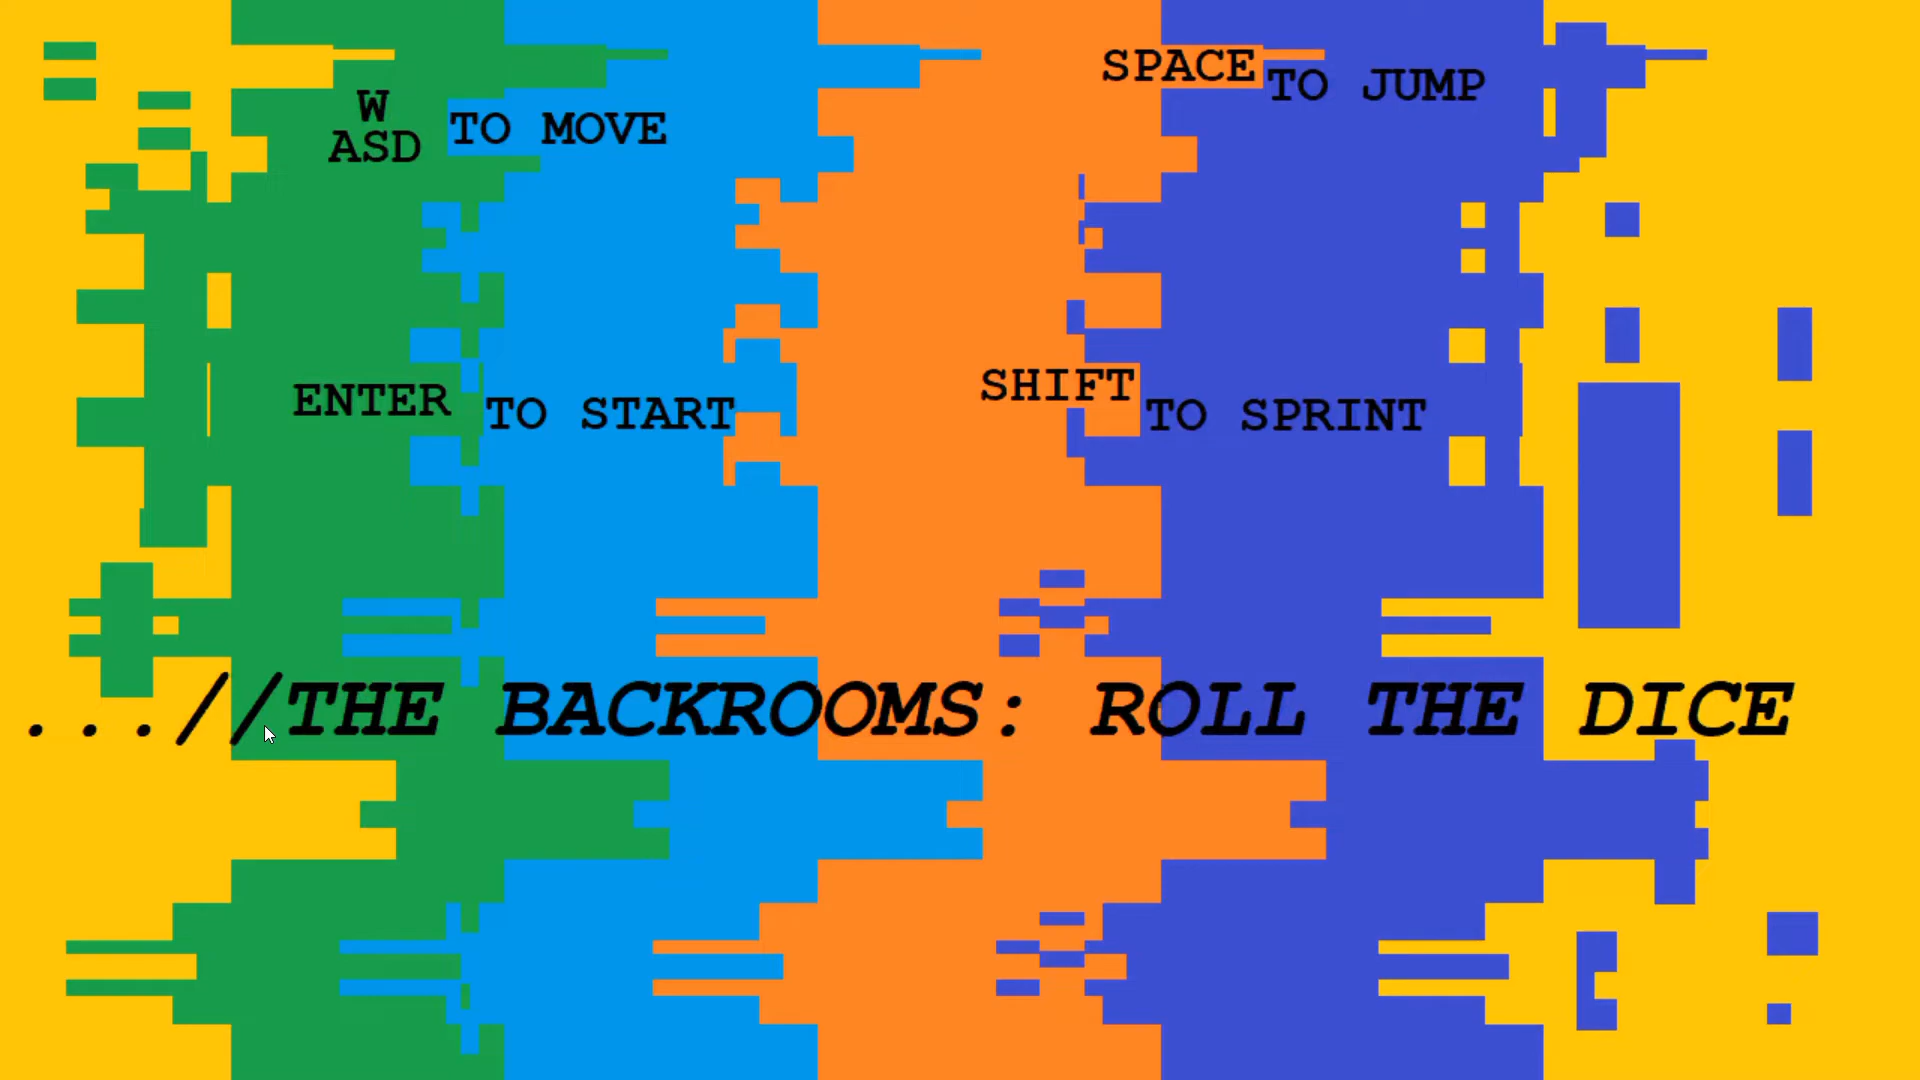 W
ASD TO MOVE
SPACE TO JUMP
ENTER TO START
SHIFT TO SPRINT
...//THE BACKROOMS: ROLL THE DICE